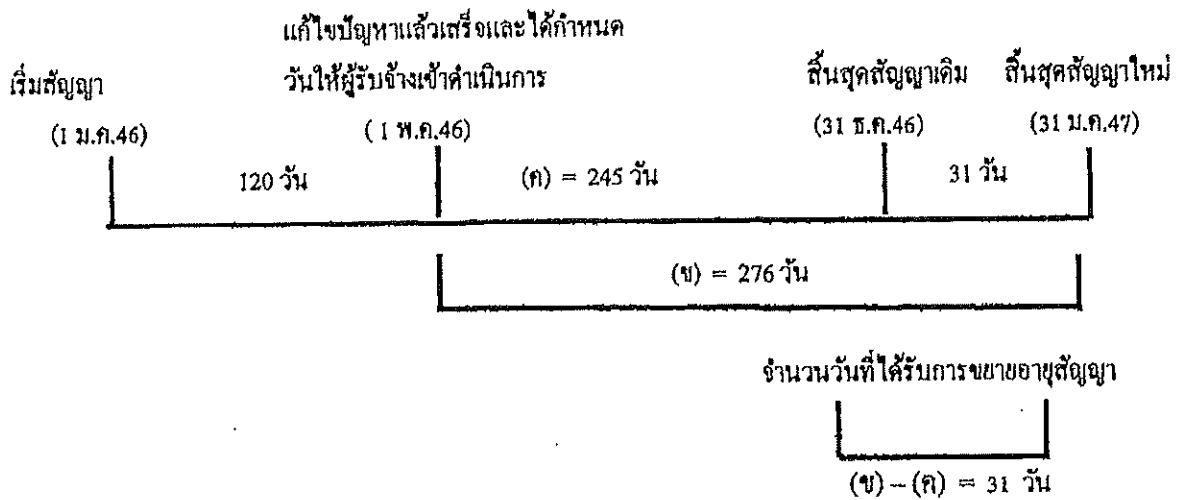 แก้ไขปัญหาแล้วเสร็จและได้กำหนด
เริ่มสัญญา วันให้ผู้รับจ้างเข้าดำเนินการ สิ้นสุดสัญญาเดิม สิ้นสุดสัญญาใหม่
(1 ม.ค.46) (1 พ.ค.46) (31 ธ.ค.46) (31 ม.ค.47)
120 วัน (ค) = 245 วัน 31 วัน
(ข) = 276 วัน
จำนวนวันที่ได้รับการขยายอายุสัญญา
(ข) – (ค) = 31 วัน